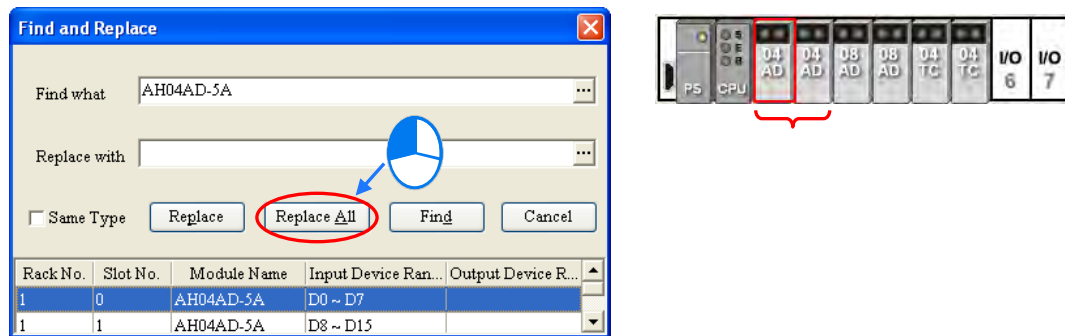 Find and Replace
Find what AH04AD-5A ...
Replace with ...
Same Type Replace Replace All Find Cancel
Rack No. Slot No. Module Name Input Device Ran... Output Device R...
1 0 AH04AD-5A D0 ~ D7
1 1 AH04AD-5A D8 ~ D15
PS
CPU
S
E
B
04
AD
04
AD
08
AD
08
AD
04
TC
04
TC
I/O
6
I/O
7